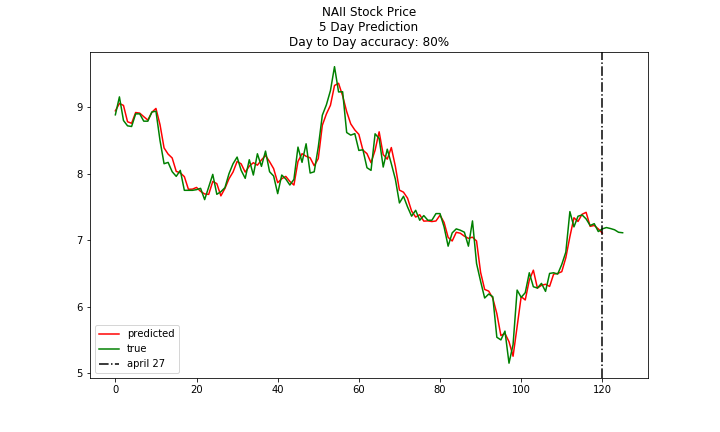 NAII Stock Price
5 Day Prediction
Day to Day accuracy: 80%
9
8
7
6
5
predicted
true
april 27
0 20 40 60 80 100 120